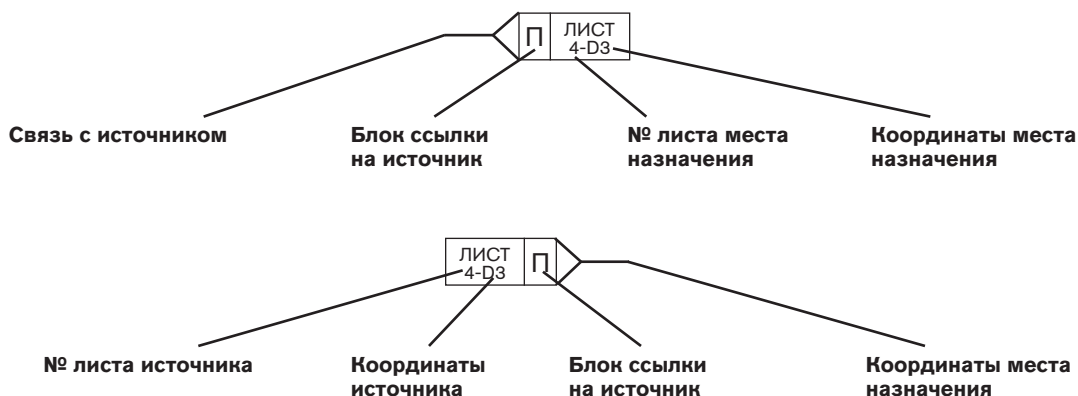 П ЛИСТ
4-D3
Связь с источником
Блок ссылки
на источник
№ листа места
назначения
Координаты места
назначения
ЛИСТ
4-D3 П
№ листа источника
Координаты
источника
Блок ссылки
на источник
Координаты места
назначения